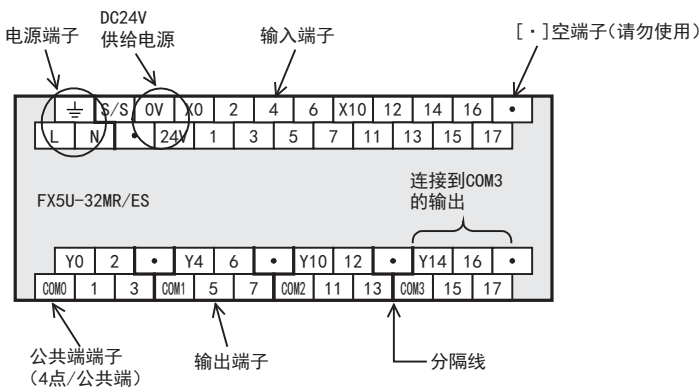 DC24V
电源端子 供给电源 输入端子 [・]空端子(请勿使用)
⏚ S/S 0V X0 2 4 6 X10 12 14 16 •
L N • 24V 1 3 5 7 11 13 15 17
连接到COM3
的输出
FX5U-32MR/ES
Y0 2 • Y4 6 • Y10 12 • Y14 16 •
COM0 1 3 COM1 5 7 COM2 11 13 COM3 15 17
公共端端子
(4点/公共端)
输出端子
分隔线